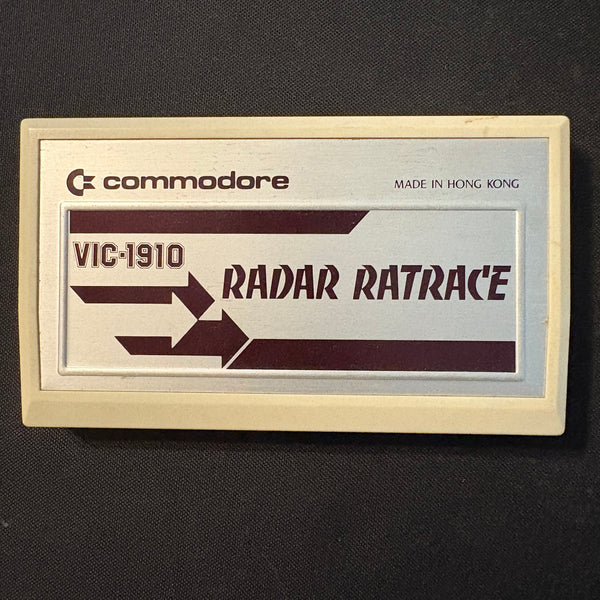 commodore
MADE IN HONG KONG
VIC-1910
RADAR RATRACE